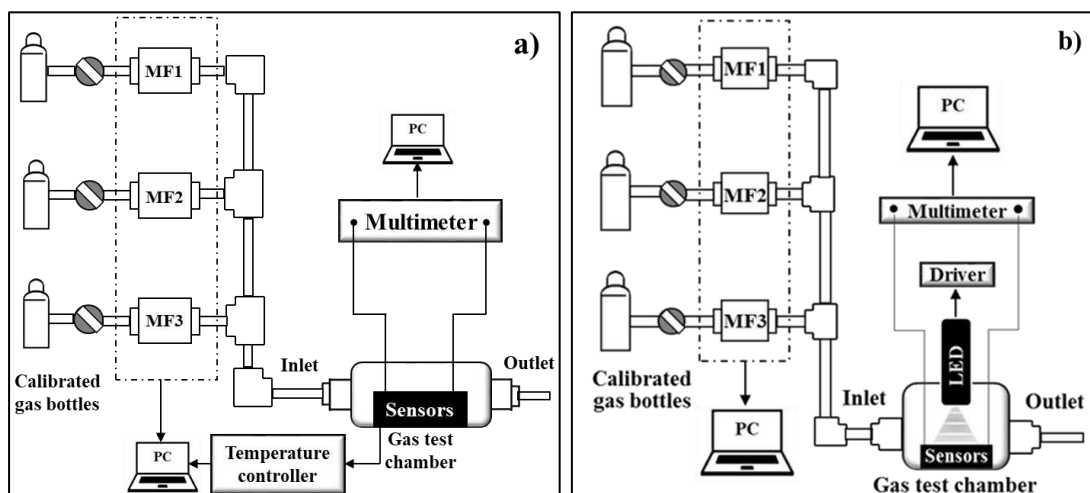 a)
MF1
PC
MF2
Multimeter
MF3
Inlet
Outlet
Calibrated
gas bottles
Sensors
Gas test
chamber
PC
Temperature
controller
b)
MF1
PC
MF2
Multimeter
Driver
MF3
LED
Calibrated
gas bottles
Inlet
Outlet
PC
Sensors
Gas test chamber